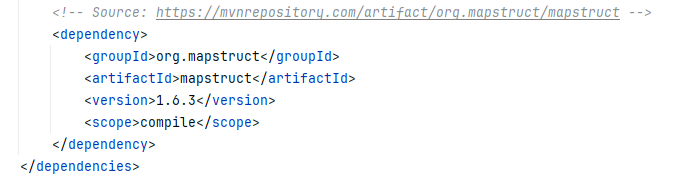 <!-- Source: https://mvnrepository.com/artifact/org.mapstruct/mapstruct -->
<dependency>
<groupId>org.mapstruct</groupId>
<artifactId>mapstruct</artifactId>
<version>1.6.3</version>
<scope>compile</scope>
</dependency>
</dependencies>